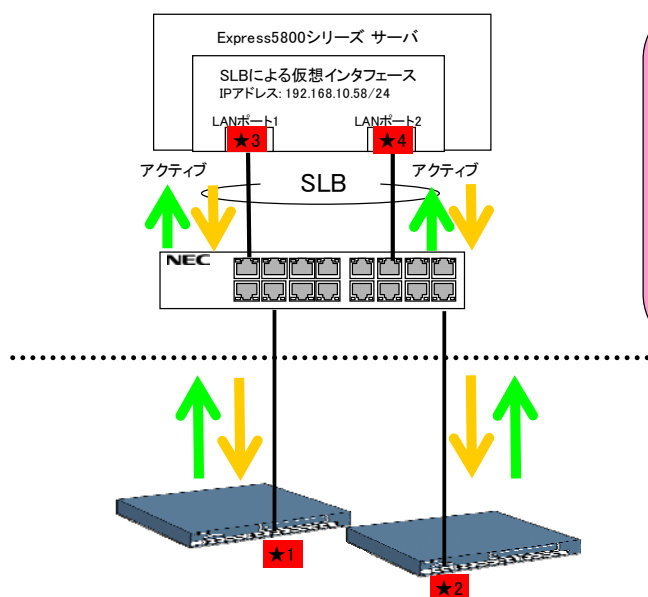 Express5800シリーズ サーバ
SLBによる仮想インタフェース
IPアドレス: 192.168.10.58/24
LANポート1
LANポート2
★3
★4
アクティブ
アクティブ
SLB
NEC
★1
★2